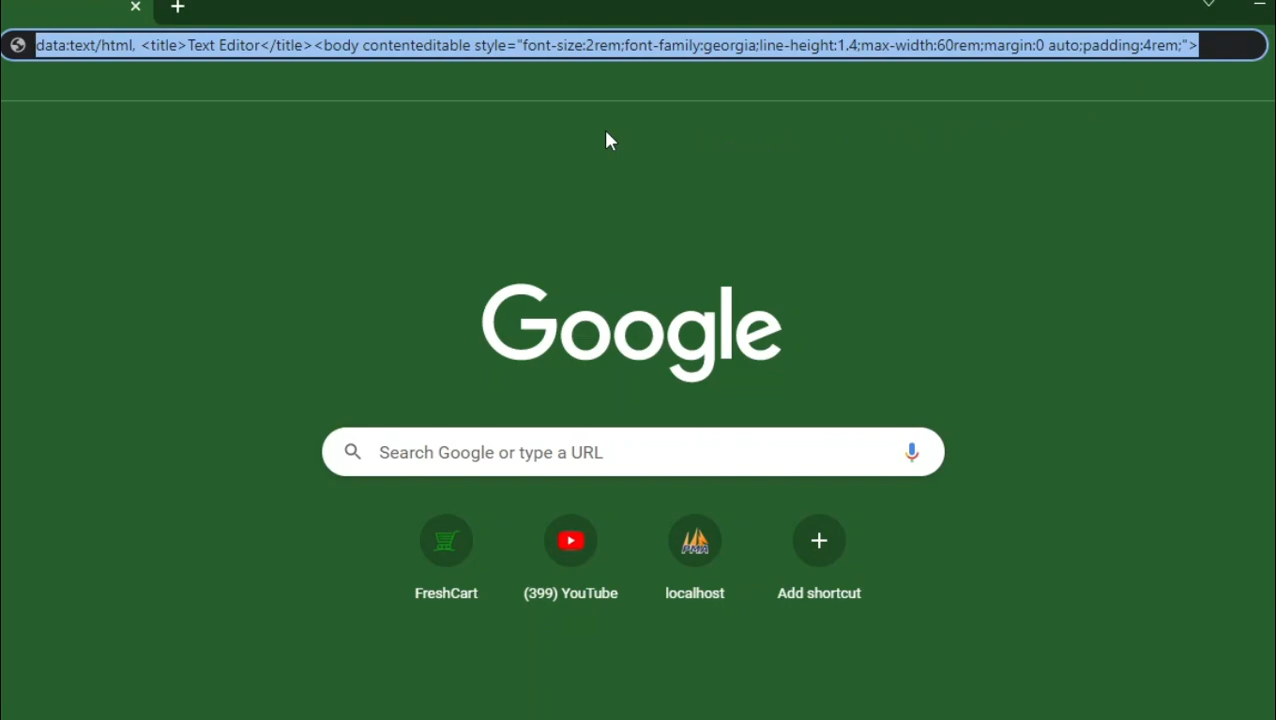 data:text/html, <title>Text Editor</title><body contenteditable style="font-size:2rem;font-family:georgia;line-height:1.4;max-width:60rem;margin:0 auto;padding:4rem;">
Google
Search Google or type a URL
PMA
FreshCart
(399) YouTube
localhost
Add shortcut